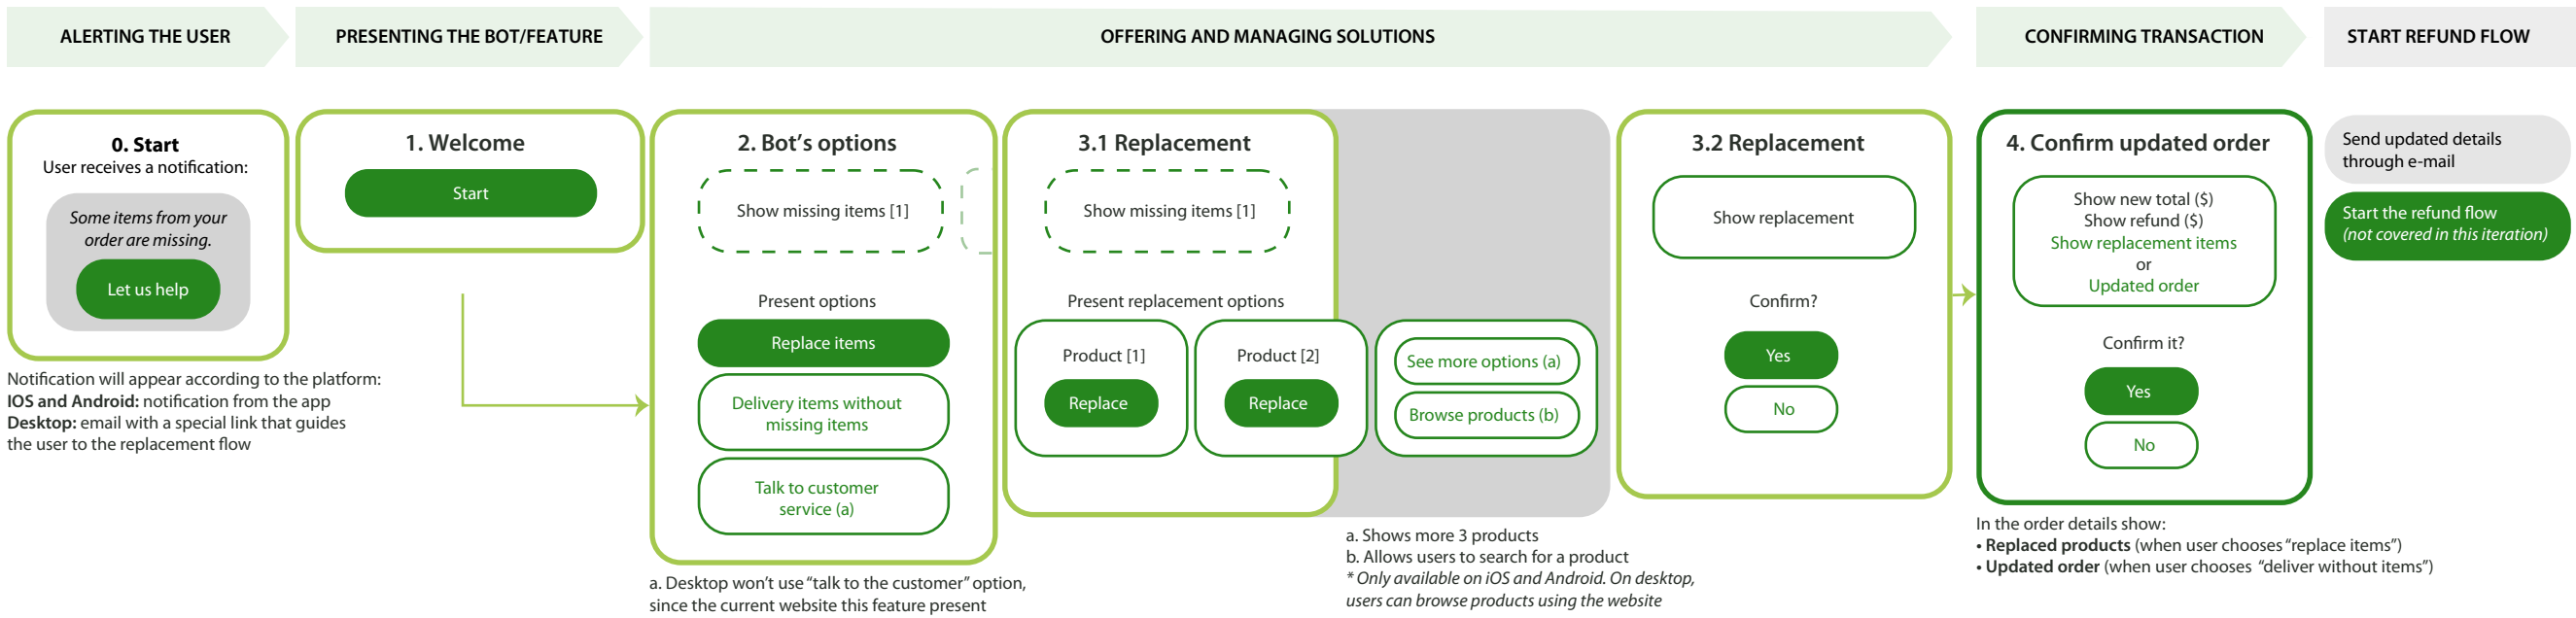 ALERTING THE USER
PRESENTING THE BOT/FEATURE
OFFERING AND MANAGING SOLUTIONS
CONFIRMING TRANSACTION
START REFUND FLOW
0. Start
User receives a notification:
Some items from your
order are missing.
Let us help
Notification will appear according to the platform:
IOS and Android: notification from the app
Desktop: email with a special link that guides
the user to the replacement flow
1. Welcome
Start
2. Bot's options
Show missing items [1]
Present options
Replace items
Delivery items without
missing items
Talk to customer
service (a)
a. Desktop won't use “talk to the customer” option,
since the current website this feature present
3.1 Replacement
Show missing items [1]
Present replacement options
Product [1]
Replace
Product [2]
Replace
See more options (a)
Browse products (b)
a. Shows more 3 products
b. Allows users to search for a product
* Only available on iOS and Android. On desktop,
users can browse products using the website
3.2 Replacement
Show replacement
Confirm?
Yes
No
4. Confirm updated order
Show new total ($)
Show refund ($)
Show replacement items
or
Updated order
Confirm it?
Yes
No
In the order details show:
• Replaced products (when user chooses “replace items”)
• Updated order (when user chooses “deliver without items”)
Send updated details
through e-mail
Start the refund flow
(not covered in this iteration)